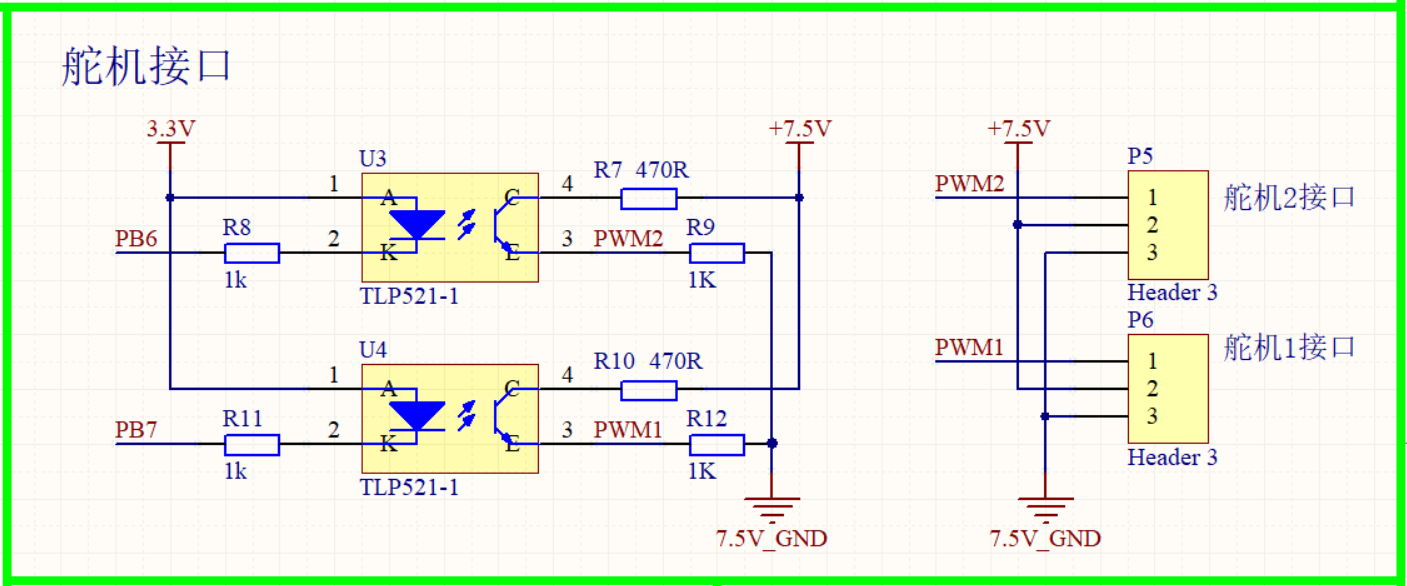 舵机接口
3.3V
+7.5V
+7.5V
U3
R7 470R
P5
1
A
C
4
PWM2
1
舵机2接口
PB6
R8
2
K
E
3
PWM2
R9
2
3
1k
TLP521-1
1K
Header 3
U4
R10 470R
P6
1
A
C
4
PWM1
1
舵机1接口
2
PB7
R11
2
K
E
3
PWM1
R12
3
1k
TLP521-1
1K
Header 3
7.5V_GND
7.5V_GND